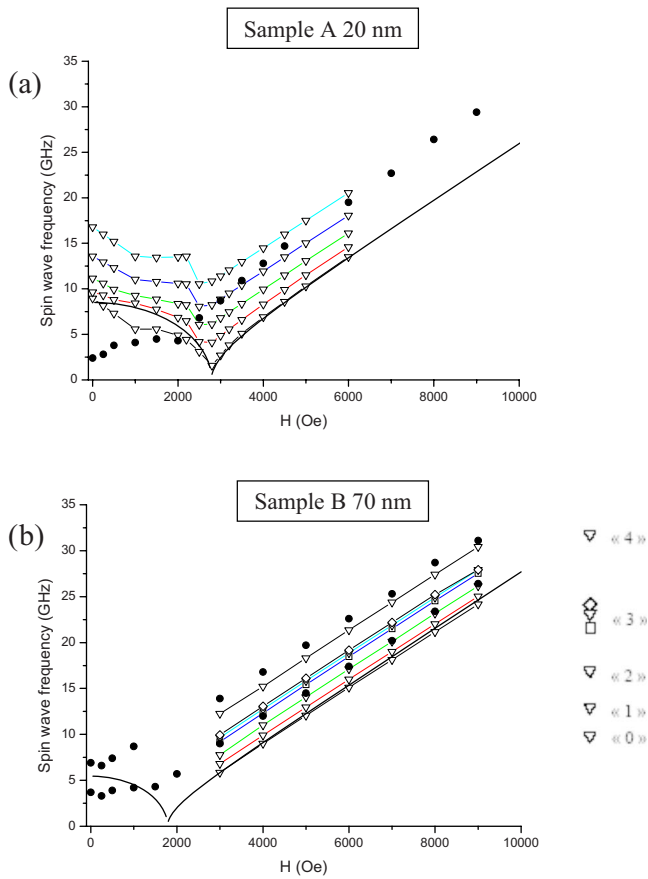 Sample A 20 nm
(a)
35
30
25
20
15
10
5
0
Spin wave frequency (GHz)
0 2000 4000 6000 8000 10000
H (Oe)
Sample B 70 nm
(b)
35
30
25
20
15
10
5
0
Spin wave frequency (GHz)
0 2000 4000 6000 8000 10000
H (Oe)
« 4 »
« 3 »
« 2 »
« 1 »
« 0 »